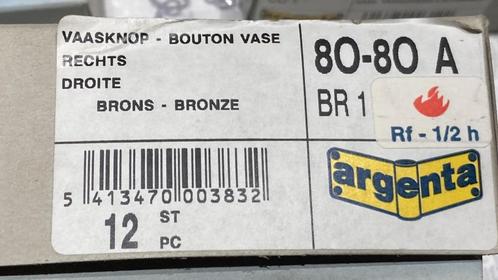 VAASKNOP - BOUTON VASE
RECHTS
DROITE
BRONS - BRONZE
80-80 A
BR 1
Rf - 1/2 h
5 413470 003832
12 ST
PC
argenta